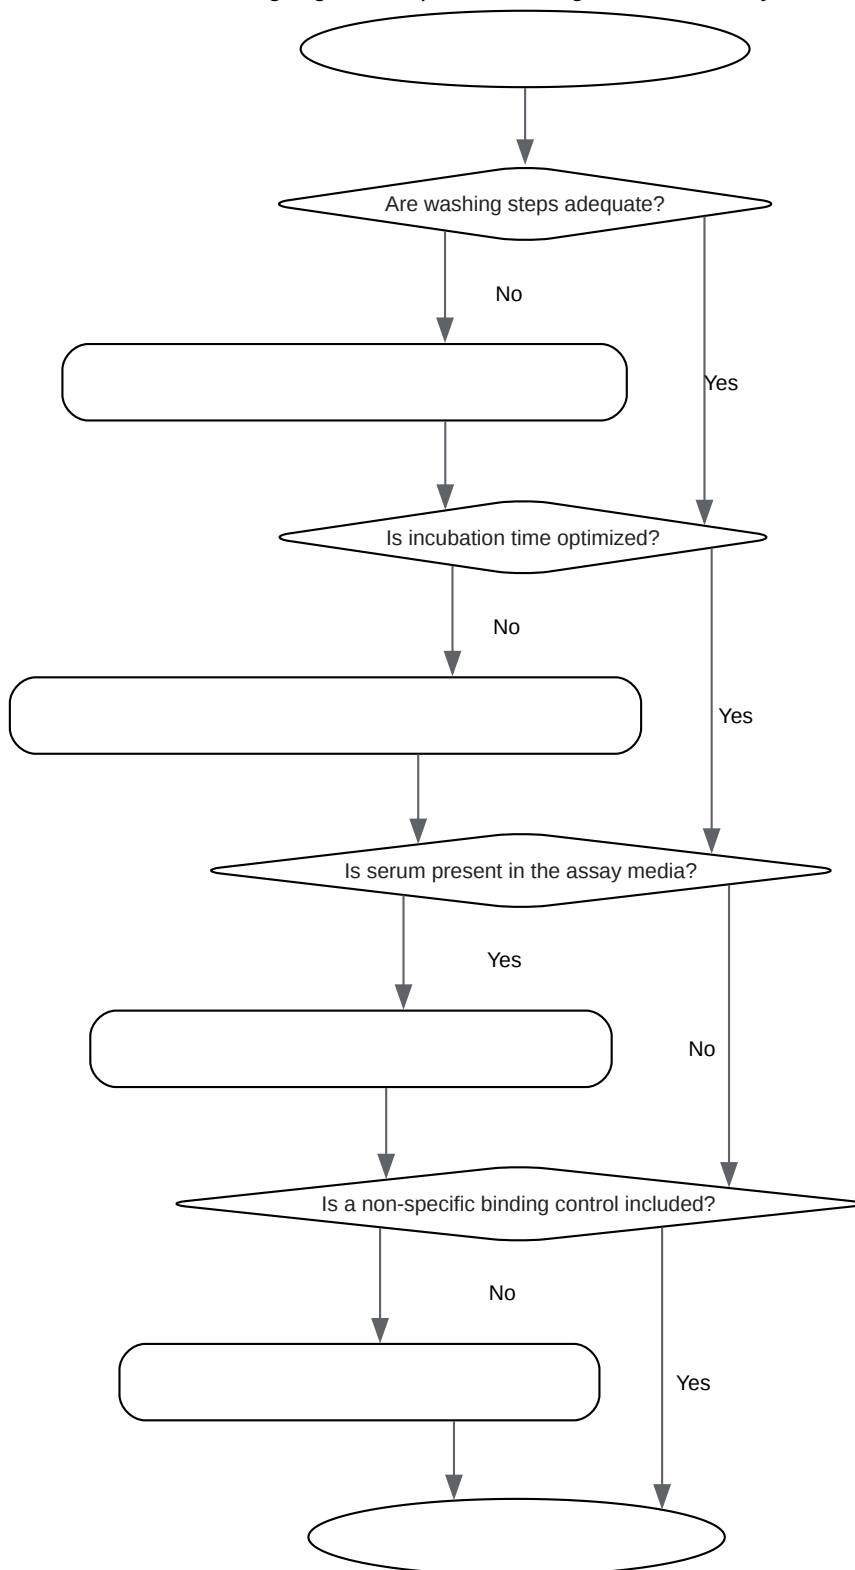 Are washing steps adequate?
No
Yes
Is incubation time optimized?
No
Yes
Is serum present in the assay media?
Yes
No
Is a non-specific binding control included?
No
Yes